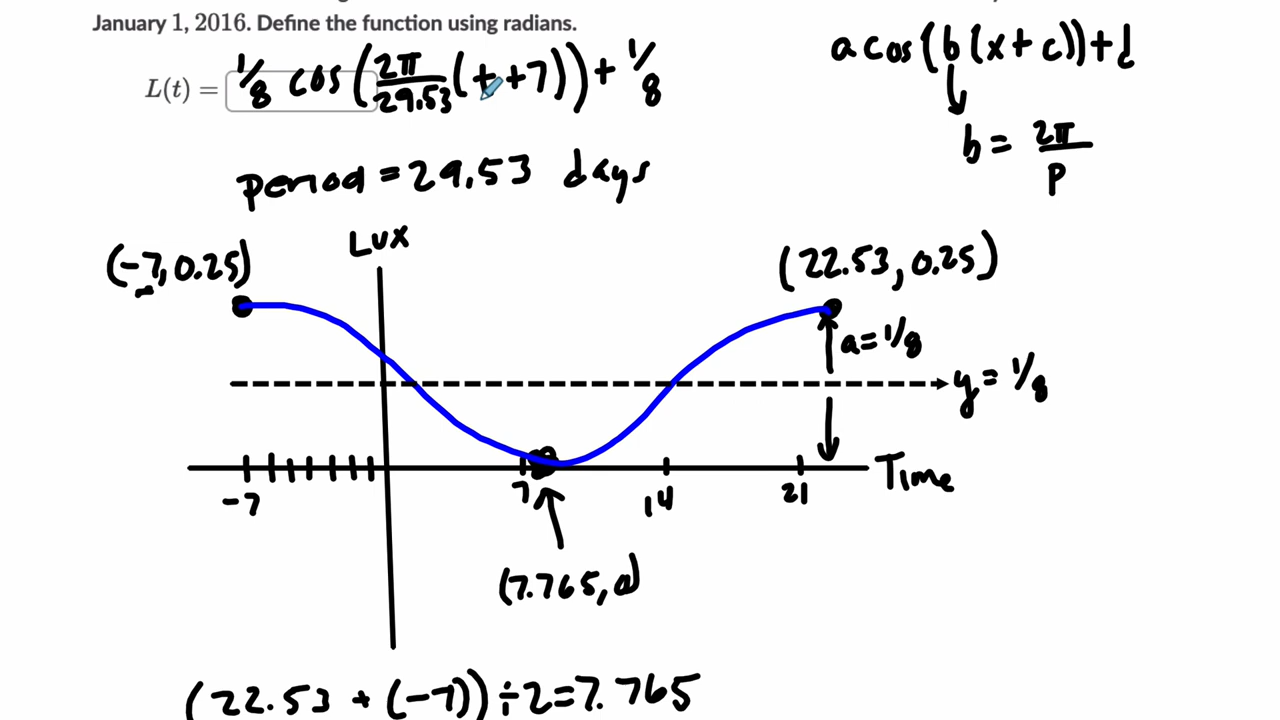 January 1, 2016. Define the function using radians.
a cos(b(x+c))+d
L(t) = 1/8 cos(2π/29.53(t+7))+1/8
b = 2π/P
period = 29.53 days
Lux
(-7, 0.25)
(22.53, 0.25)
a = 1/8
y = 1/8
-7
7
14
21
Time
(7.765, 0)
(22.53 + (-7)) ÷ 2 = 7.765